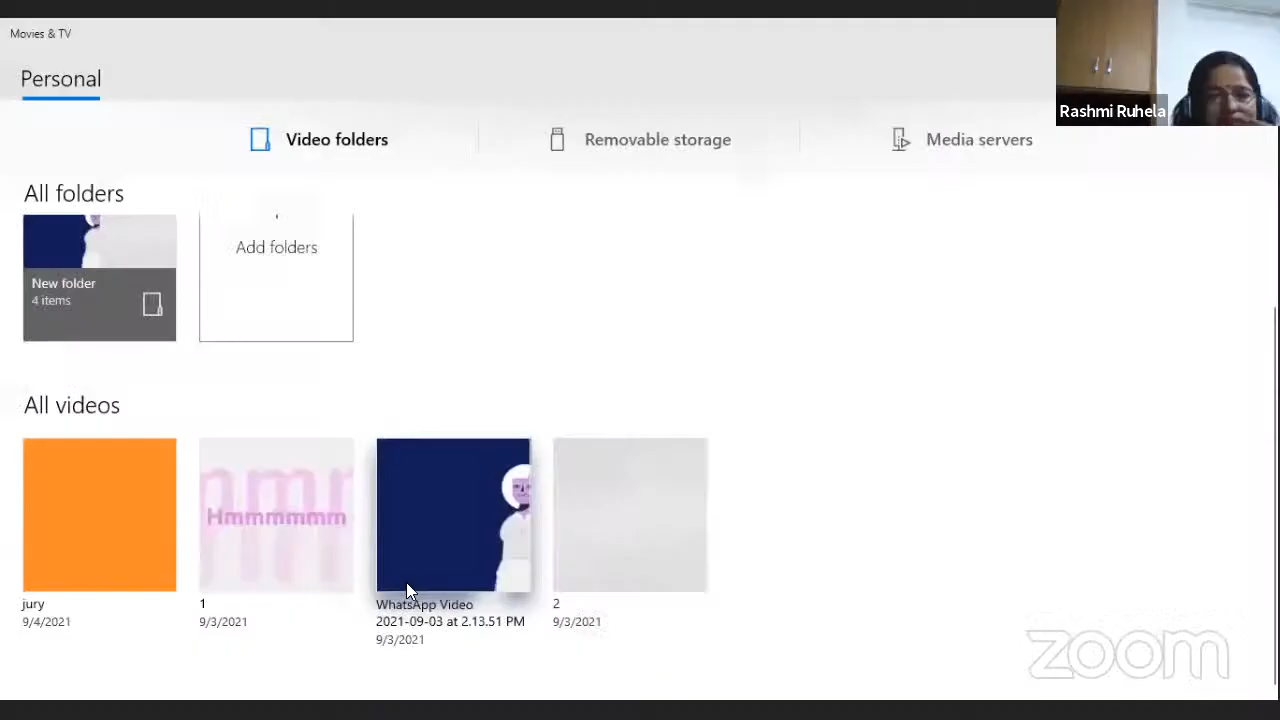 Movies & TV
Personal
Rashmi Ruhela
Video folders
Removable storage
Media servers
All folders
Add folders
New folder
4 items
All videos
Hmmmmmm
jury
9/4/2021
1
9/3/2021
WhatsApp Video
2021-09-03 at 2.13.51 PM
9/3/2021
2
9/3/2021
zoom